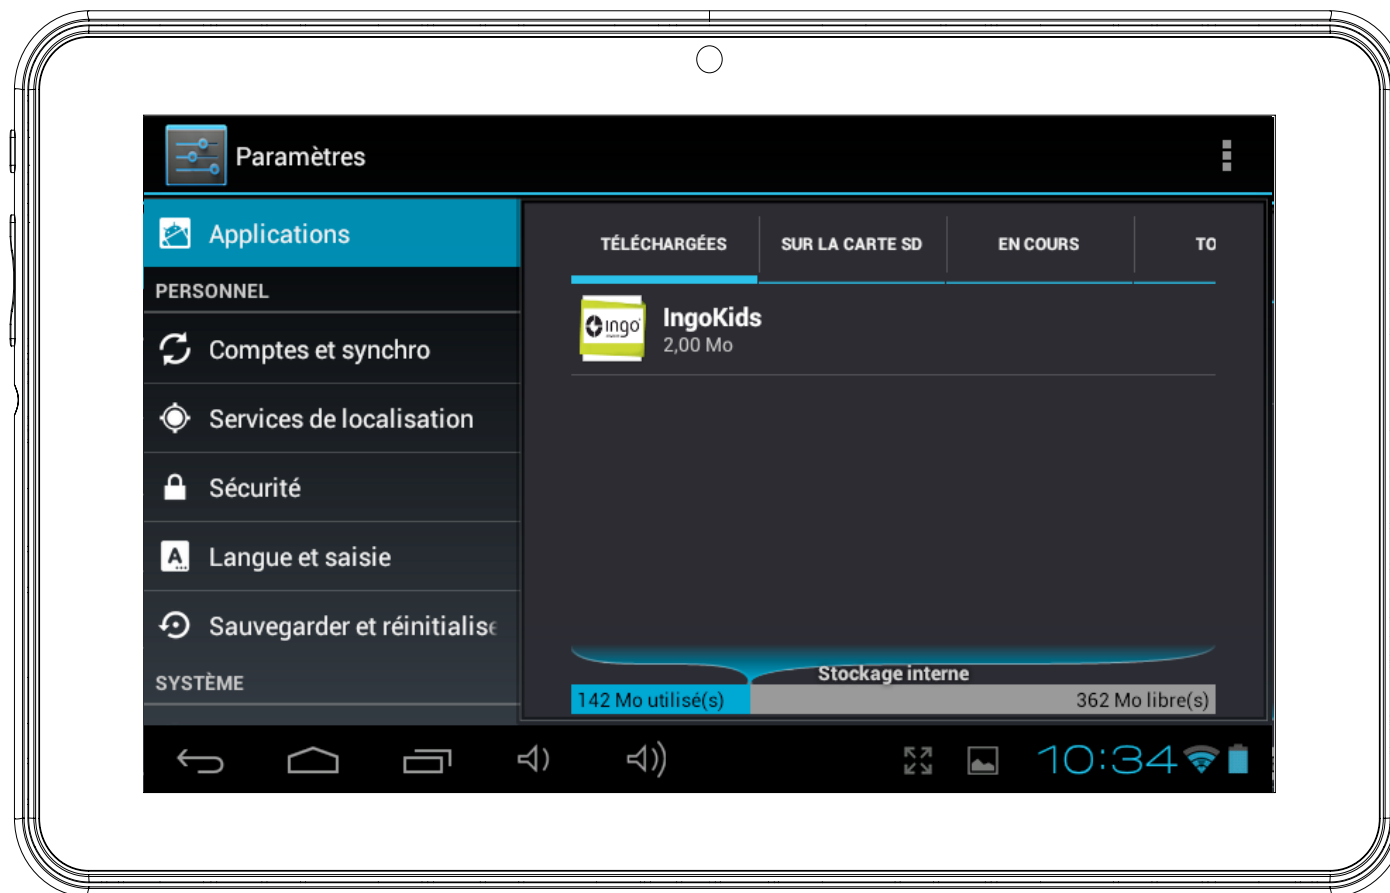 Paramètres
Applications
TÉLÉCHARGÉES
SUR LA CARTE SD
EN COURS
TO
PERSONNEL
ingo
IngoKids
2,00 Mo
Comptes et synchro
Services de localisation
Sécurité
Langue et saisie
Sauvegarder et réinitialise
SYSTÈME
Stockage interne
142 Mo utilisé(s)
362 Mo libre(s)
10:34